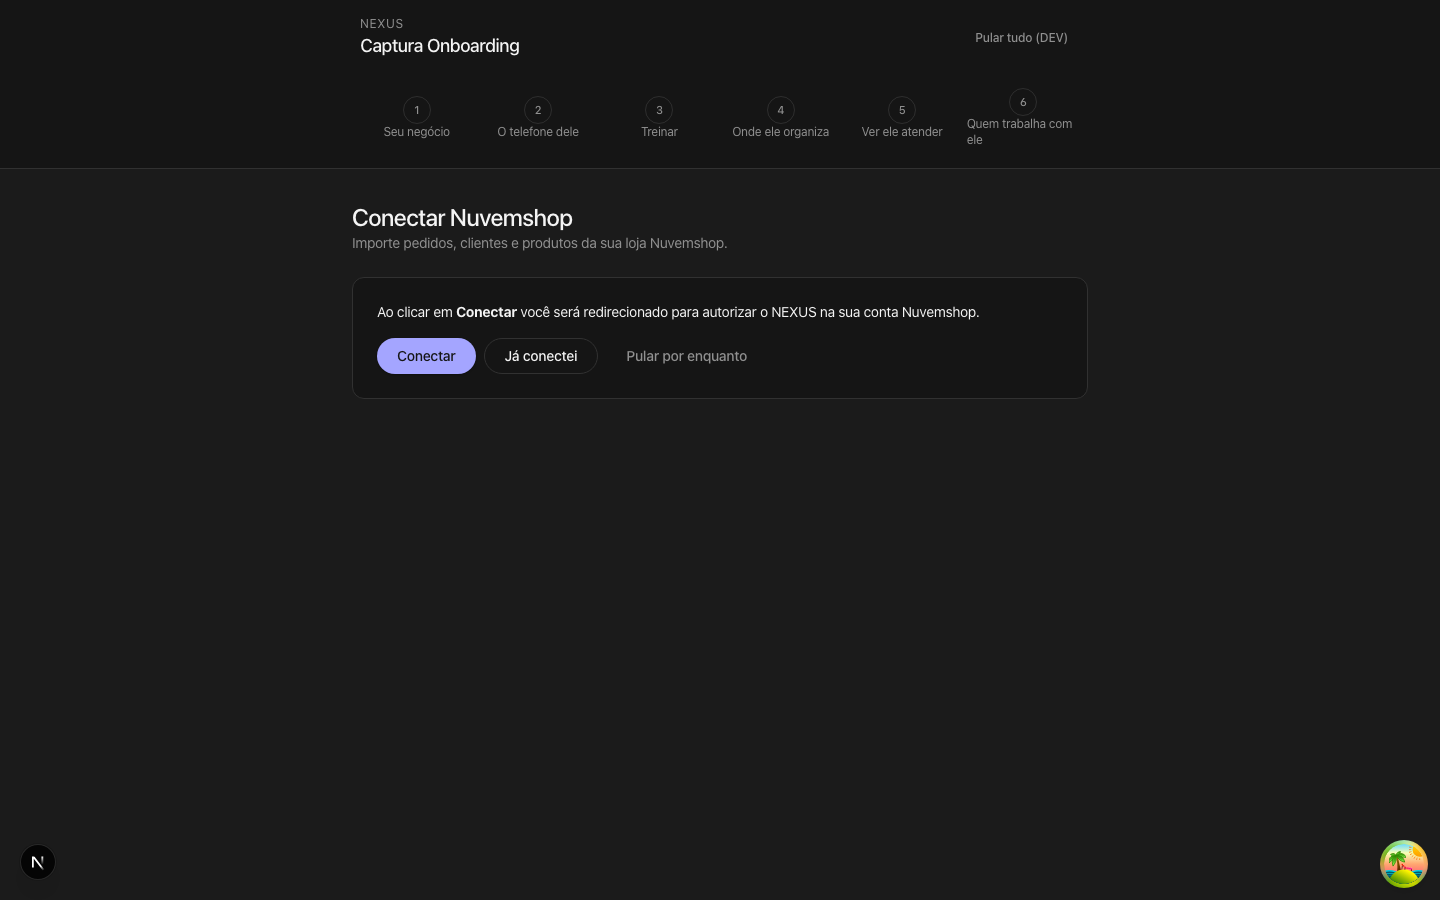 NEXUS
Captura Onboarding
Pular tudo (DEV)
1
Seu negócio
2
O telefone dele
3
Treinar
4
Onde ele organiza
5
Ver ele atender
6
Quem trabalha com
ele
Conectar Nuvemshop
Importe pedidos, clientes e produtos da sua loja Nuvemshop.
Ao clicar em Conectar você será redirecionado para autorizar o NEXUS na sua conta Nuvemshop.
Conectar
Já conectei
Pular por enquanto
N